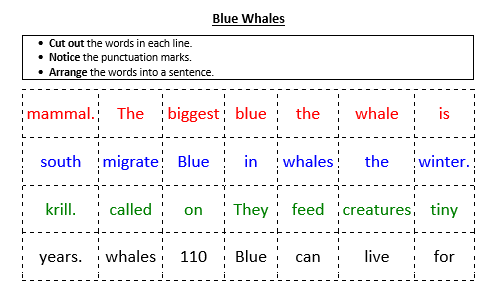 Blue Whales
• Cut out the words in each line.
• Notice the punctuation marks.
• Arrange the words into a sentence.
mammal. The biggest blue the whale is
south migrate Blue in whales the winter.
krill. called on They feed creatures tiny
years. whales 110 Blue can live for